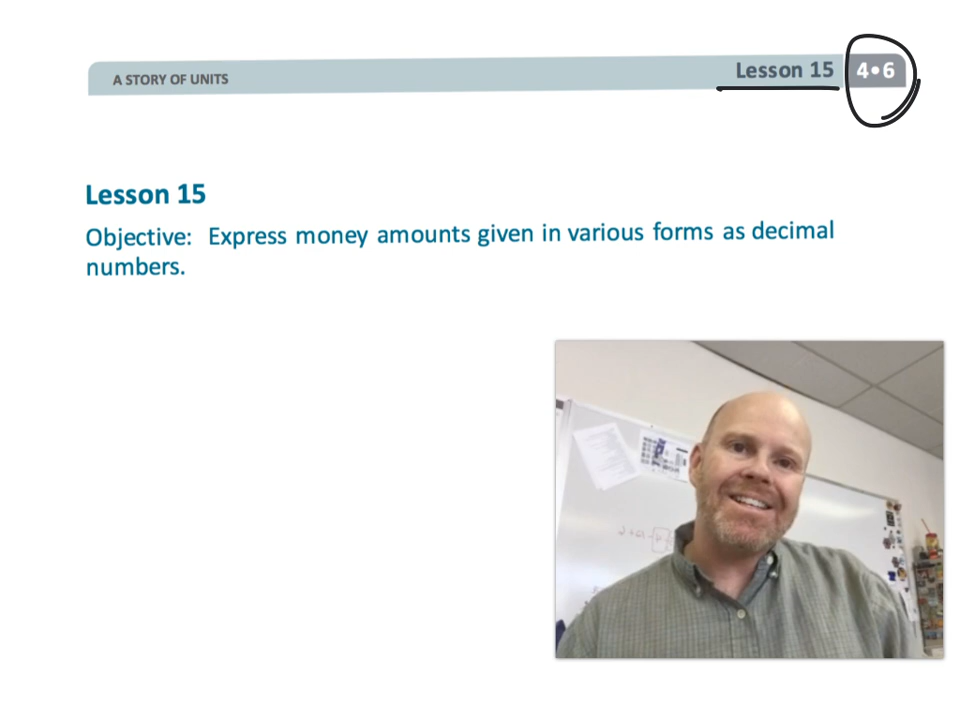 A STORY OF UNITS
Lesson 15 4•6
Lesson 15
Objective: Express money amounts given in various forms as decimal
numbers.